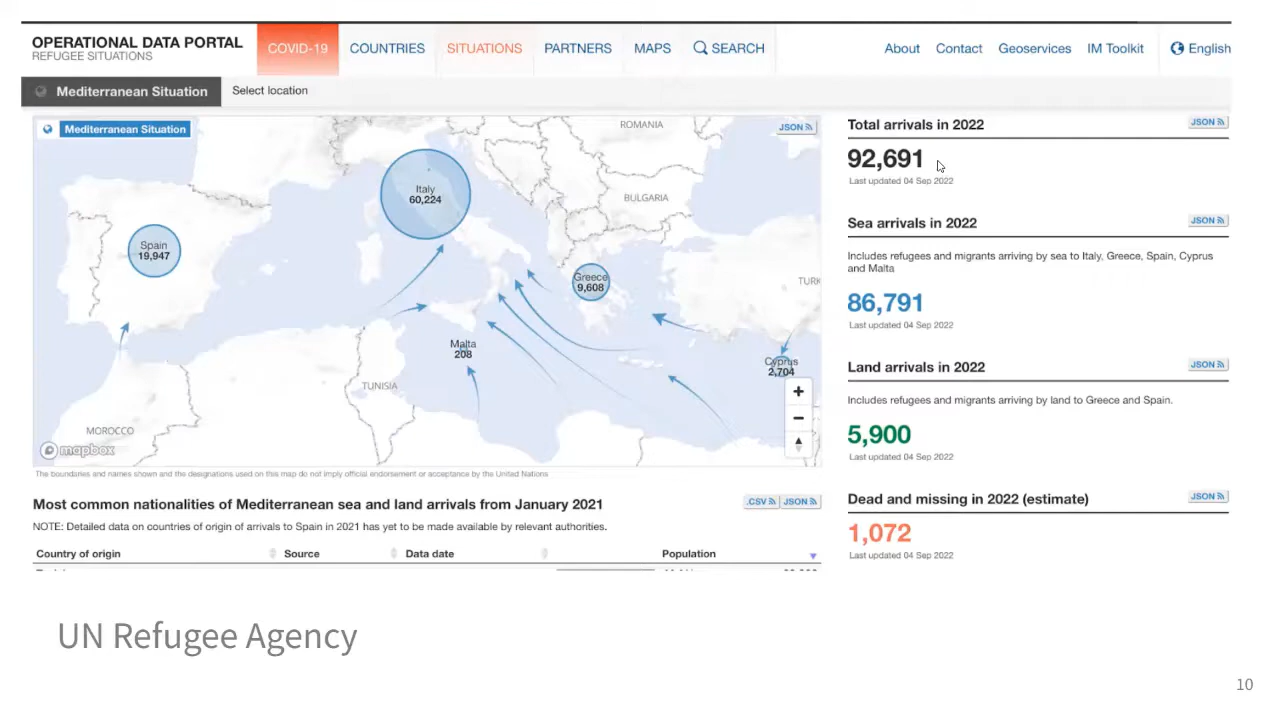 OPERATIONAL DATA PORTAL
REFUGEE SITUATIONS
COVID-19
COUNTRIES
SITUATIONS
PARTNERS
MAPS
SEARCH
About
Contact
Geoservices
IM Toolkit
English
Mediterranean Situation
Select location
Mediterranean Situation
JSON
ROMANIA
BULGARIA
Italy
60,224
Spain
19,947
Greece
9,608
TURK
Malta
208
Cyprus
2,704
TUNISIA
MOROCCO
+
−
mapbox
The boundaries and names shown and the designations used on this map do not imply official endorsement or acceptance by the United Nations
Most common nationalities of Mediterranean sea and land arrivals from January 2021
.CSV JSON
NOTE: Detailed data on countries of origin of arrivals to Spain in 2021 has yet to be made available by relevant authorities.
Country of origin Source Data date Population
Total arrivals in 2022
JSON
92,691
Last updated 04 Sep 2022
Sea arrivals in 2022
JSON
Includes refugees and migrants arriving by sea to Italy, Greece, Spain, Cyprus
and Malta
86,791
Last updated 04 Sep 2022
Land arrivals in 2022
JSON
Includes refugees and migrants arriving by land to Greece and Spain.
5,900
Last updated 04 Sep 2022
Dead and missing in 2022 (estimate)
JSON
1,072
Last updated 04 Sep 2022
UN Refugee Agency
10